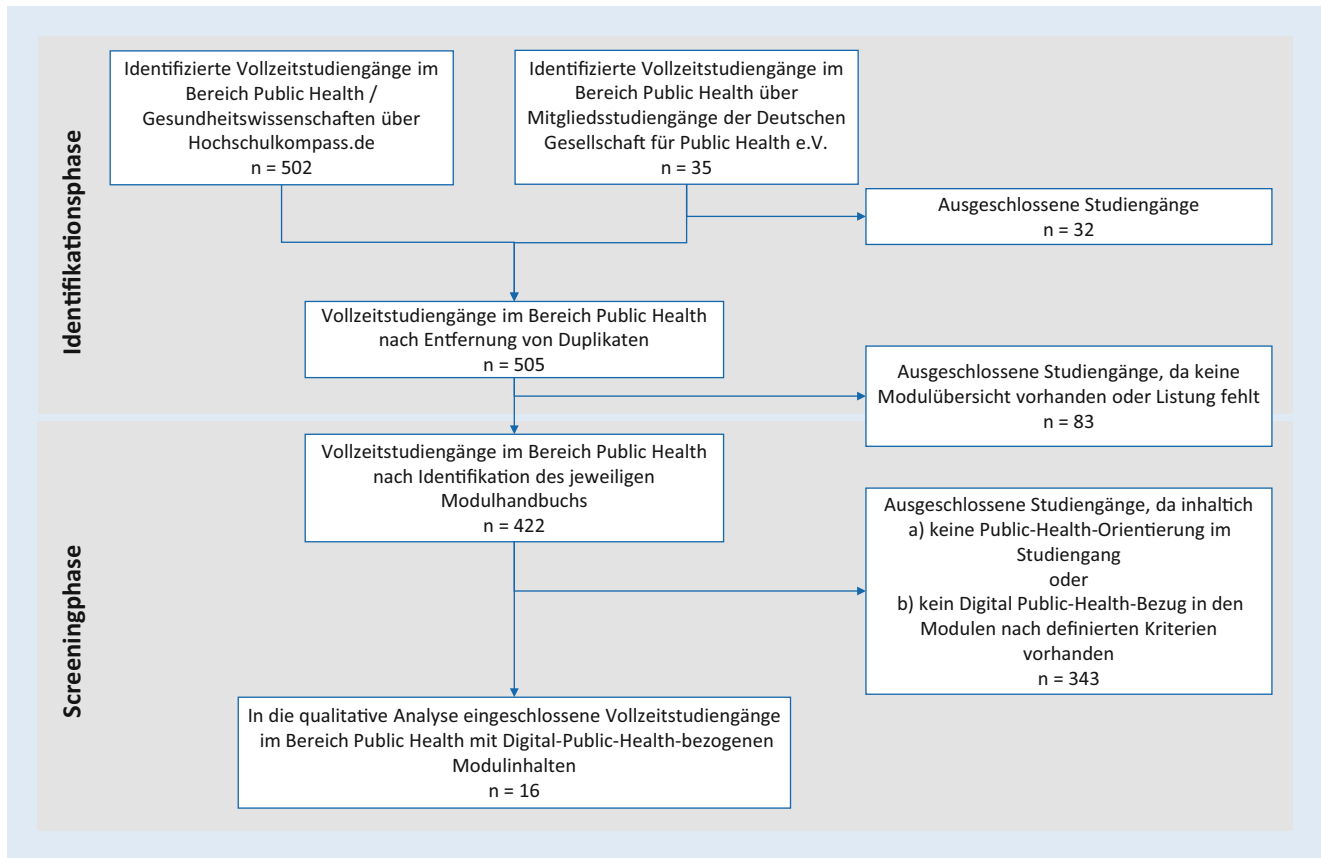 Identifikationsphase
Identifizierte Vollzeitstudiengänge im
Bereich Public Health /
Gesundheitswissenschaften über
Hochschulkompass.de
n = 502
Identifizierte Vollzeitstudiengänge im
Bereich Public Health über
Mitgliedsstudiengänge der Deutschen
Gesellschaft für Public Health e.V.
n = 35
Ausgeschlossene Studiengänge
n = 32
Vollzeitstudiengänge im Bereich Public Health
nach Entfernung von Duplikaten
n = 505
Ausgeschlossene Studiengänge, da keine
Modulübersicht vorhanden oder Listung fehlt
n = 83
Screeningphase
Vollzeitstudiengänge im Bereich Public Health
nach Identifikation des jeweiligen
Modulhandbuchs
n = 422
Ausgeschlossene Studiengänge, da inhaltich
a) keine Public-Health-Orientierung im
Studiengang
oder
b) kein Digital Public-Health-Bezug in den
Modulen nach definierten Kriterien
vorhanden
n = 343
In die qualitative Analyse eingeschlossene Vollzeitstudiengänge
im Bereich Public Health mit Digital-Public-Health-bezogenen
Modulinhalten
n = 16